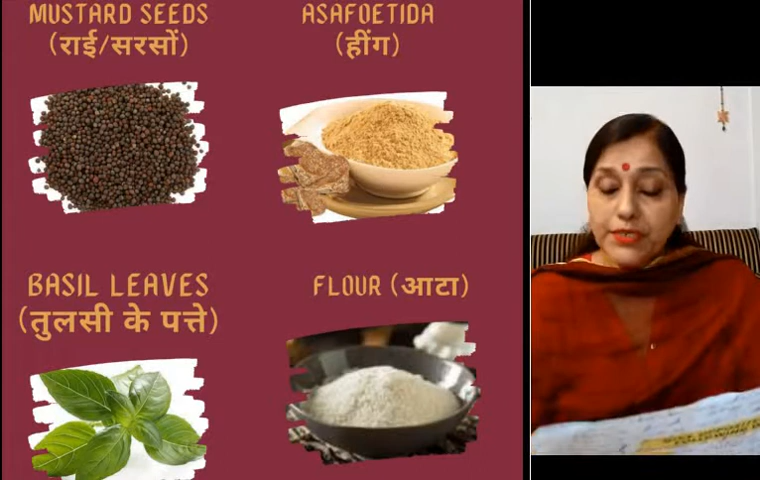 MUSTARD SEEDS
(राई/सरसों)
ASAFOETIDA
(हींग)
BASIL LEAVES
(तुलसी के पत्ते)
FLOUR (आटा)